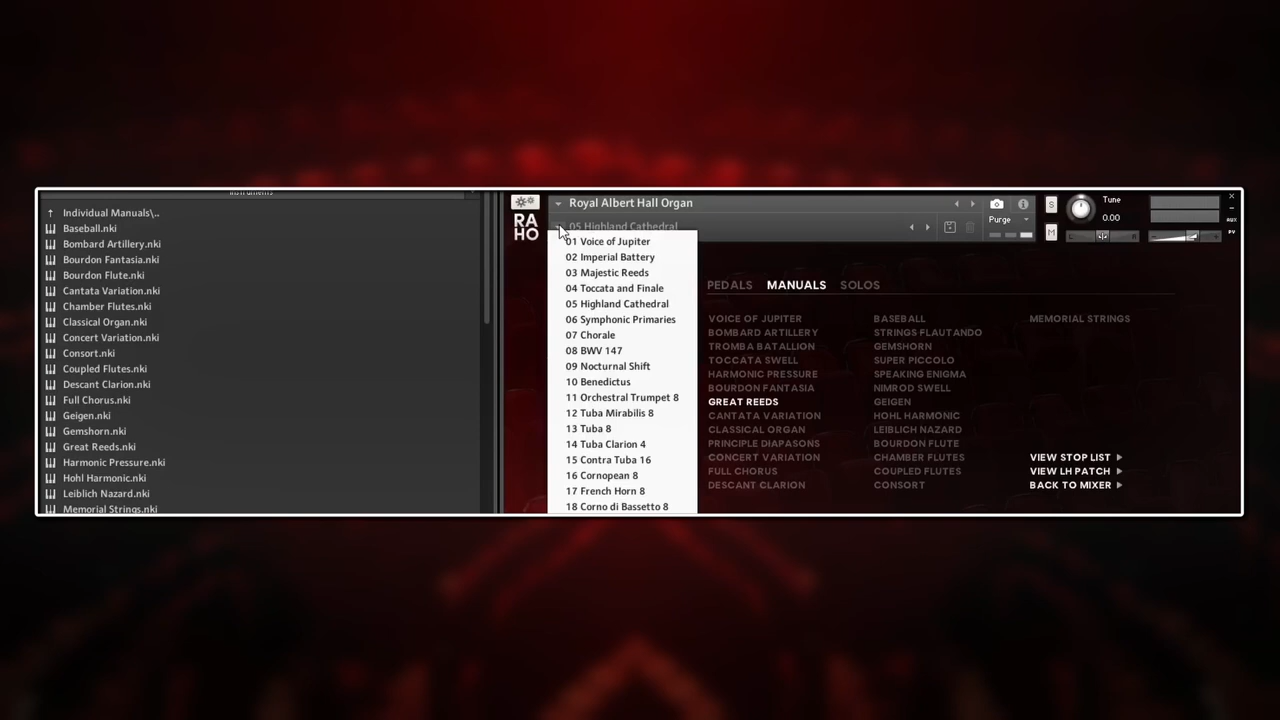 Instruments
Individual Manuals\..
Baseball.nki
Bombard Artillery.nki
Bourdon Fantasia.nki
Bourdon Flute.nki
Cantata Variation.nki
Chamber Flutes.nki
Classical Organ.nki
Concert Variation.nki
Consort.nki
Coupled Flutes.nki
Descant Clarion.nki
Full Chorus.nki
Geigen.nki
Gemshorn.nki
Great Reeds.nki
Harmonic Pressure.nki
Hohl Harmonic.nki
Leiblich Nazard.nki
Memorial Strings.nki
RA
HO
Royal Albert Hall Organ
05 Highland Cathedral
01 Voice of Jupiter
02 Imperial Battery
03 Majestic Reeds
04 Toccata and Finale
05 Highland Cathedral
06 Symphonic Primaries
07 Chorale
08 BWV 147
09 Nocturnal Shift
10 Benedictus
11 Orchestral Trumpet 8
12 Tuba Mirabilis 8
13 Tuba 8
14 Tuba Clarion 4
15 Contra Tuba 16
16 Cornopean 8
17 French Horn 8
18 Corno di Bassetto 8
Purge
S
M
Tune
0.00
L
R
AUX
PV
PEDALS MANUALS SOLOS
VOICE OF JUPITER
BOMBARD ARTILLERY
TROMBA BATALLION
TOCCATA SWELL
HARMONIC PRESSURE
BOURDON FANTASIA
GREAT REEDS
CANTATA VARIATION
CLASSICAL ORGAN
PRINCIPLE DIAPASONS
CONCERT VARIATION
FULL CHORUS
DESCANT CLARION
BASEBALL
STRINGS FLAUTANDO
GEMSHORN
SUPER PICCOLO
SPEAKING ENIGMA
NIMROD SWELL
GEIGEN
HOHL HARMONIC
LEIBLICH NAZARD
BOURDON FLUTE
CHAMBER FLUTES
COUPLED FLUTES
CONSORT
MEMORIAL STRINGS
VIEW STOP LIST
VIEW LH PATCH
BACK TO MIXER